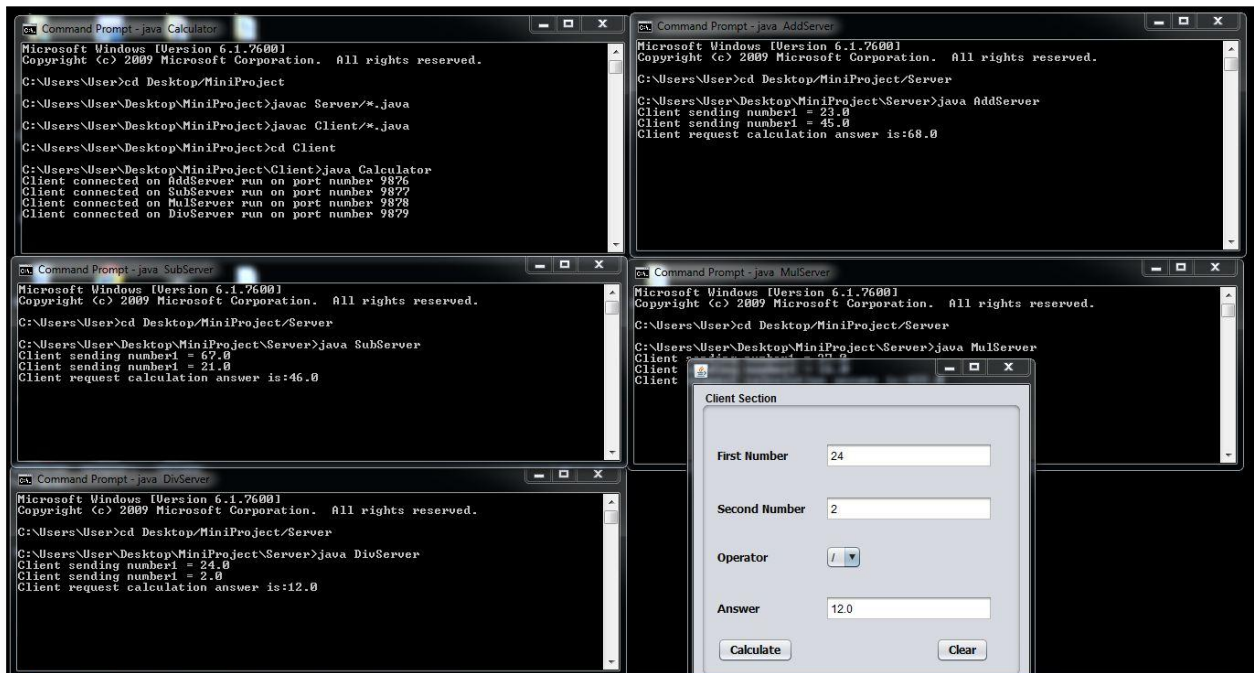 Command Prompt - java Calculator
Microsoft Windows [Version 6.1.7600]
Copyright (c) 2009 Microsoft Corporation. All rights reserved.
C:\Users\User>cd Desktop/MiniProject
C:\Users\User\Desktop\MiniProject>javac Server/*.java
C:\Users\User\Desktop\MiniProject>javac Client/*.java
C:\Users\User\Desktop\MiniProject>cd Client
C:\Users\User\Desktop\MiniProject\Client>java Calculator
Client connected on AddServer run on port number 9876
Client connected on SubServer run on port number 9877
Client connected on MulServer run on port number 9878
Client connected on DivServer run on port number 9879
Command Prompt - java AddServer
Microsoft Windows [Version 6.1.7600]
Copyright (c) 2009 Microsoft Corporation. All rights reserved.
C:\Users\User>cd Desktop/MiniProject/Server
C:\Users\User\Desktop\MiniProject\Server>java AddServer
Client sending number1 = 23.0
Client sending number1 = 45.0
Client request calculation answer is:68.0
Command Prompt - java SubServer
Microsoft Windows [Version 6.1.7600]
Copyright (c) 2009 Microsoft Corporation. All rights reserved.
C:\Users\User>cd Desktop/MiniProject/Server
C:\Users\User\Desktop\MiniProject\Server>java SubServer
Client sending number1 = 67.0
Client sending number1 = 21.0
Client request calculation answer is:46.0
Command Prompt - java MulServer
Microsoft Windows [Version 6.1.7600]
Copyright (c) 2009 Microsoft Corporation. All rights reserved.
C:\Users\User>cd Desktop/MiniProject/Server
C:\Users\User\Desktop\MiniProject\Server>java MulServer
Client
Client
Client
Command Prompt - java DivServer
Microsoft Windows [Version 6.1.7600]
Copyright (c) 2009 Microsoft Corporation. All rights reserved.
C:\Users\User>cd Desktop/MiniProject/Server
C:\Users\User\Desktop\MiniProject\Server>java DivServer
Client sending number1 = 24.0
Client sending number1 = 2.0
Client request calculation answer is:12.0
Client Section
First Number 24
Second Number 2
Operator /
Answer 12.0
Calculate Clear